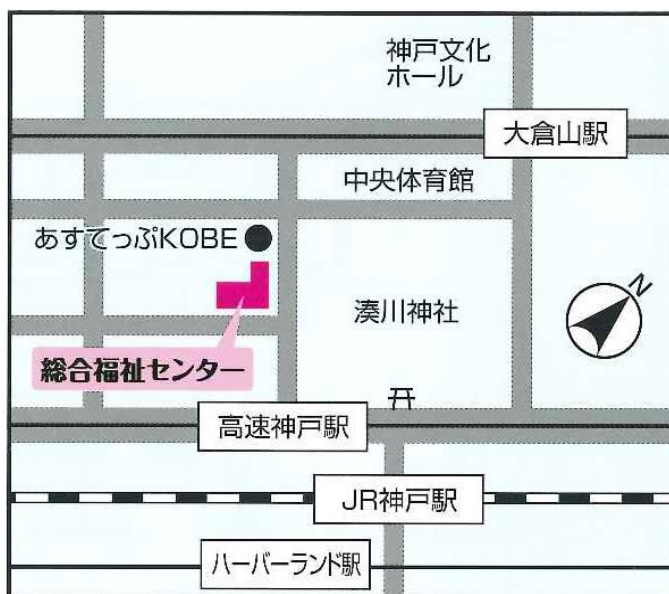 神戸文化
ホール
大倉山駅
中央体育館
あすてっぷKOBE
湊川神社
N
総合福祉センター
高速神戸駅
JR神戸駅
ハーバーランド駅